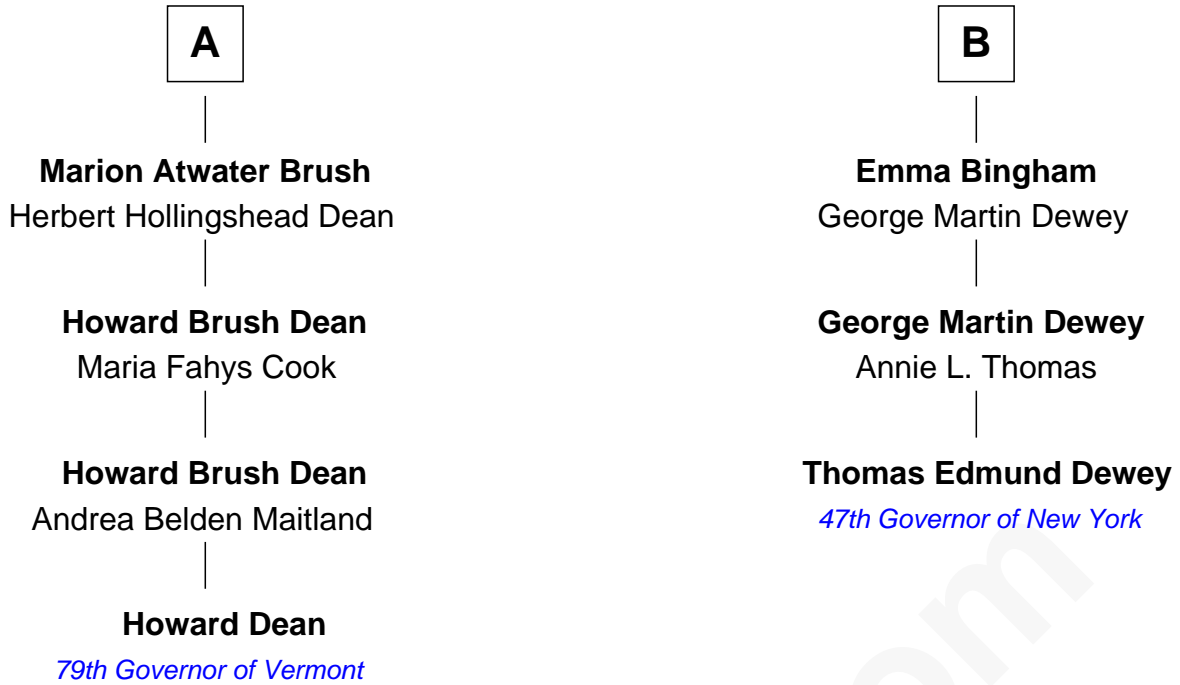 A
Marion Atwater Brush
Herbert Hollingshead Dean
Howard Brush Dean
Maria Fahys Cook
Howard Brush Dean
Andrea Belden Maitland
Howard Dean
79th Governor of Vermont
B
Emma Bingham
George Martin Dewey
George Martin Dewey
Annie L. Thomas
Thomas Edmund Dewey
47th Governor of New York
om